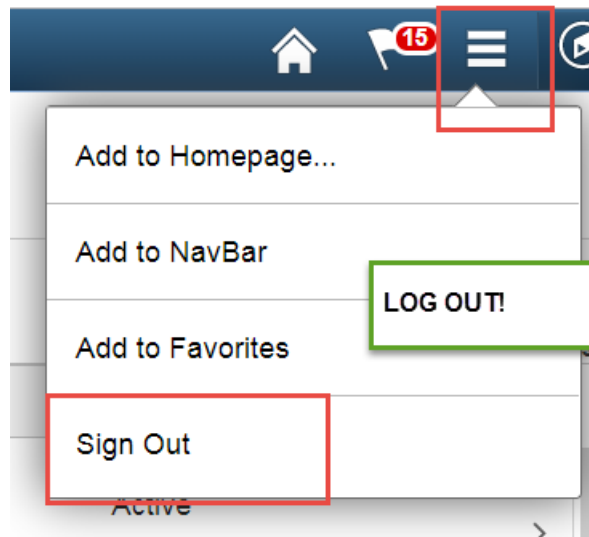 15
Add to Homepage...
Add to NavBar
LOG OUT!
Add to Favorites
Sign Out
Active